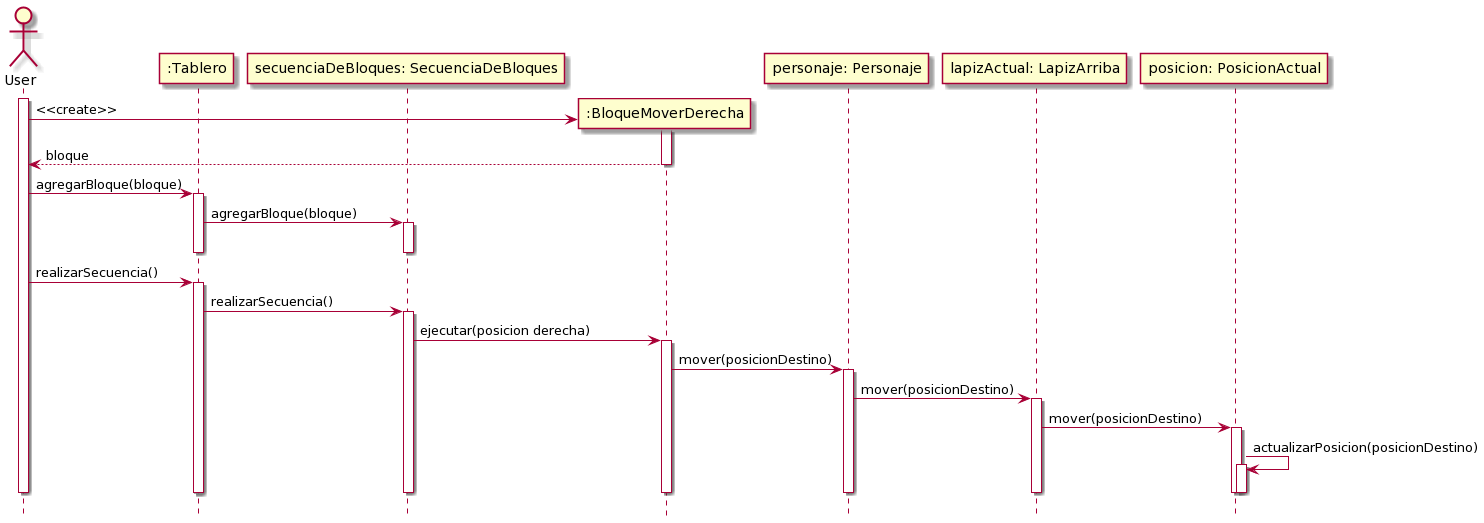 User
:Tablero
secuenciaDeBloques: SecuenciaDeBloques
personaje: Personaje
lapizActual: LapizArriba
posicion: PosicionActual
<<create>>
:BloqueMoverDerecha
bloque
agregarBloque(bloque)
agregarBloque(bloque)
realizarSecuencia()
realizarSecuencia()
ejecutar(posicion derecha)
mover(posicionDestino)
mover(posicionDestino)
mover(posicionDestino)
actualizarPosicion(posicionDestino)